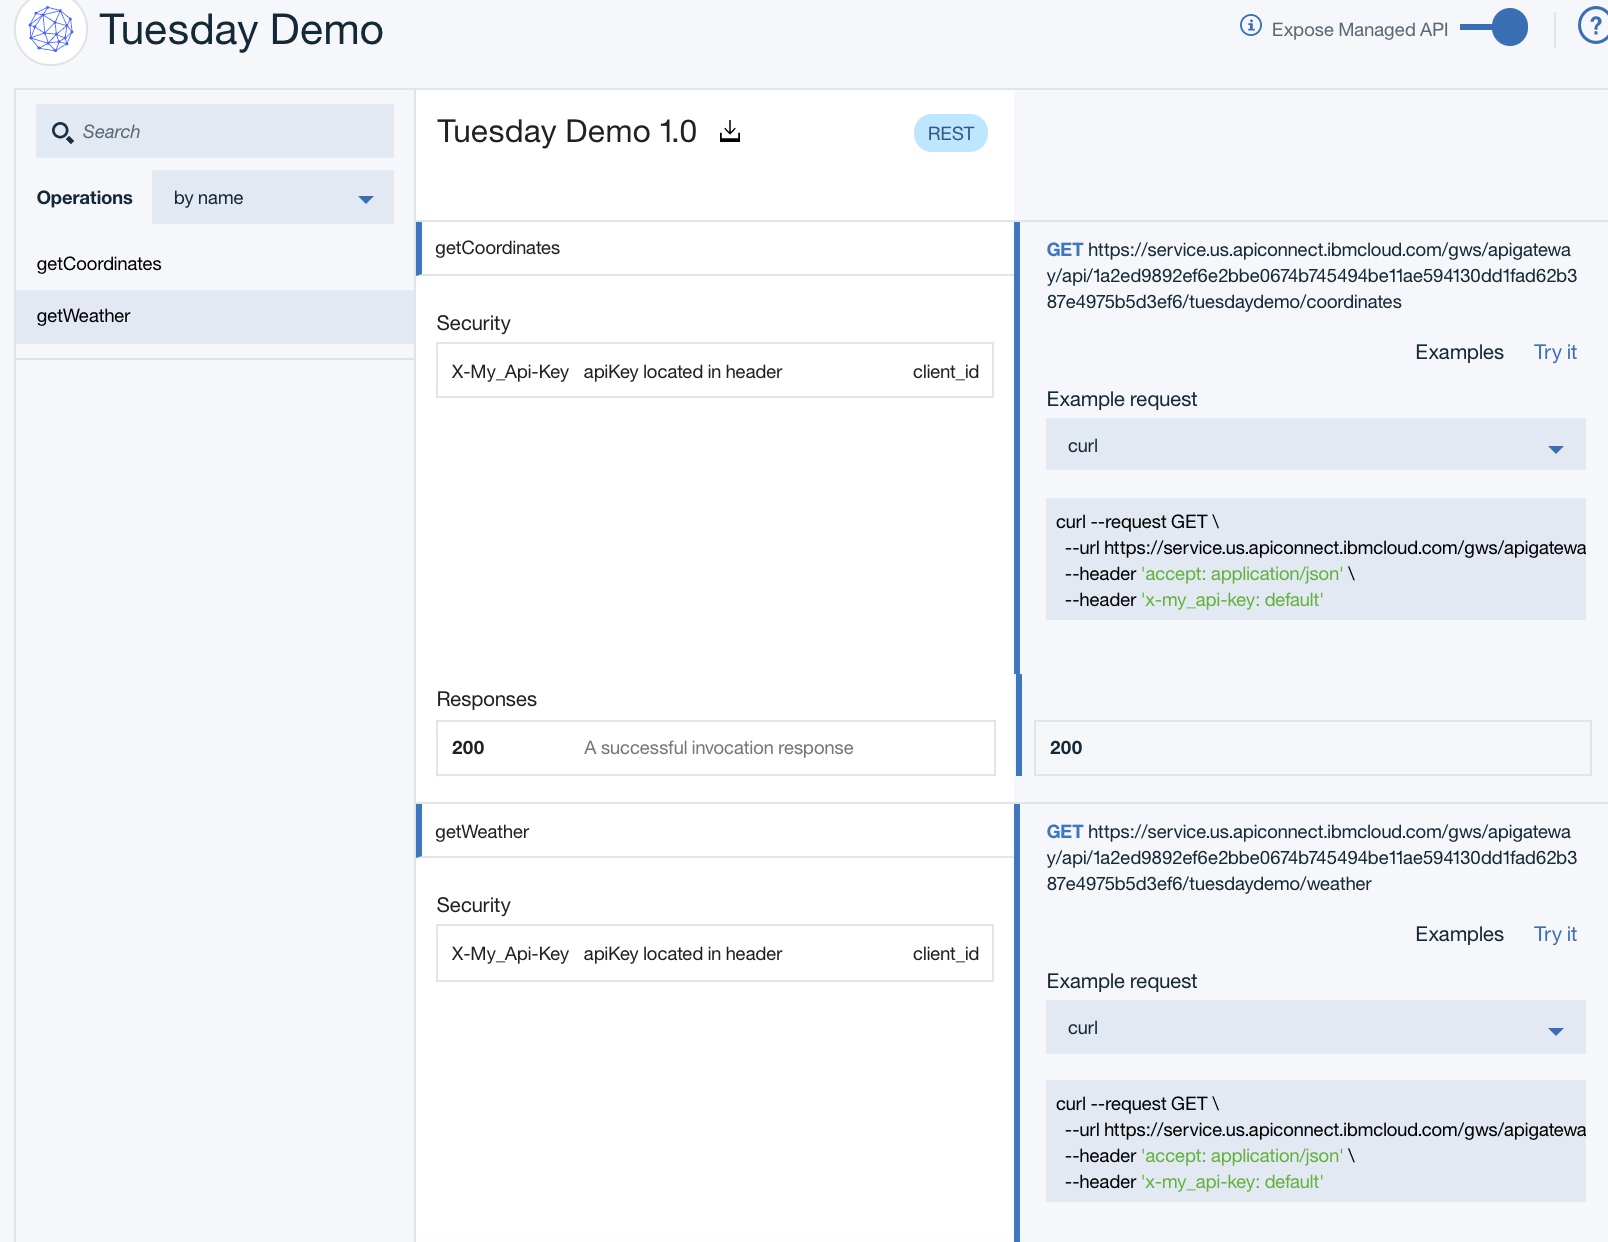 Tuesday Demo
Expose Managed API
?
Search
Operations
by name
getCoordinates
getWeather
Tuesday Demo 1.0
REST
getCoordinates
Security
X-My_Api-Key apiKey located in header client_id
Responses
200 A successful invocation response
GET https://service.us.apiconnect.ibmcloud.com/gws/apigatewa
y/api/1a2ed9892ef6e2bbe0674b745494be11ae594130dd1fad62b3
87e4975b5d3ef6/tuesdaydemo/coordinates
Examples Try it
Example request
curl
curl --request GET \
--url https://service.us.apiconnect.ibmcloud.com/gws/apigatewa
--header 'accept: application/json' \
--header 'x-my_api-key: default'
200
getWeather
Security
X-My_Api-Key apiKey located in header client_id
GET https://service.us.apiconnect.ibmcloud.com/gws/apigatewa
y/api/1a2ed9892ef6e2bbe0674b745494be11ae594130dd1fad62b3
87e4975b5d3ef6/tuesdaydemo/weather
Examples Try it
Example request
curl
curl --request GET \
--url https://service.us.apiconnect.ibmcloud.com/gws/apigatewa
--header 'accept: application/json' \
--header 'x-my_api-key: default'